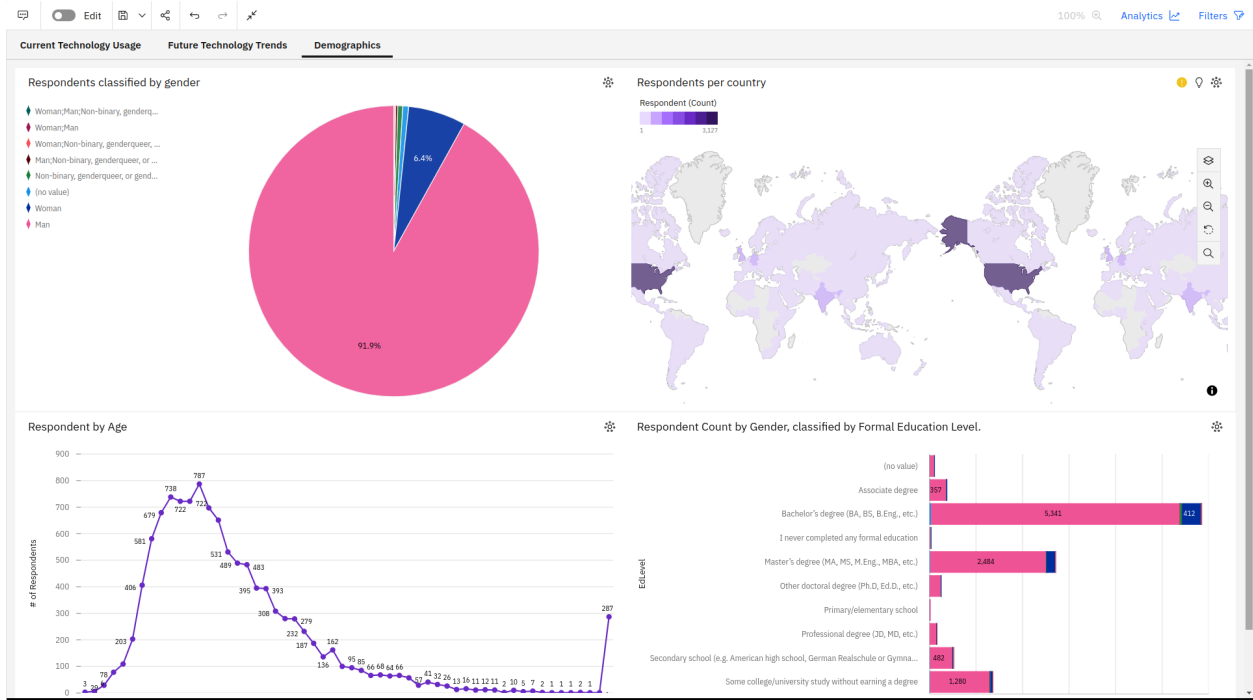 Edit
100%
Analytics
Filters
Current Technology Usage
Future Technology Trends
Demographics
Respondents classified by gender
Woman;Man;Non-binary, genderq...
Woman;Man
Woman;Non-binary, genderqueer, ...
Man;Non-binary, genderqueer, or ...
Non-binary, genderqueer, or gend...
(no value)
Woman
Man
6.4%
91.9%
Respondents per country
Respondent (Count)
1
3,127
Respondent by Age
# of Respondents
900
800
700
600
500
400
300
200
100
0
3
78
203
406
581
679
738
722
787
722
531
489
483
395
393
308
279
232
187
136
162
95
85
66
68
64
66
57
41
32
26
13
16
11
12
11
2
10
5
7
2
1
1
1
2
1
287
Respondent Count by Gender, classified by Formal Education Level.
EdLevel
(no value)
Associate degree
357
Bachelor's degree (BA, BS, B.Eng., etc.)
5,341
412
I never completed any formal education
Master's degree (MA, MS, M.Eng., MBA, etc.)
2,484
Other doctoral degree (Ph.D, Ed.D., etc.)
Primary/elementary school
Professional degree (JD, MD, etc.)
Secondary school (e.g. American high school, German Realschule or Gymna...
482
Some college/university study without earning a degree
1,280